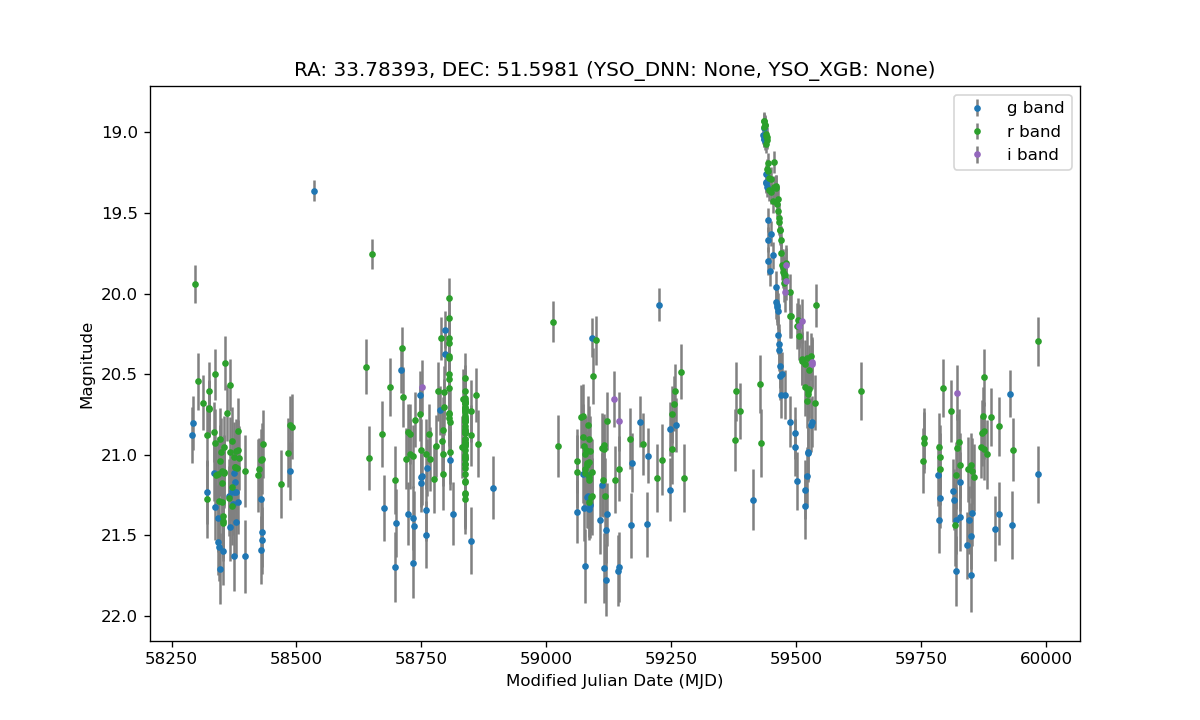 RA: 33.78393, DEC: 51.5981 (YSO_DNN: None, YSO_XGB: None)
g band
r band
i band
Magnitude
19.0
19.5
20.0
20.5
21.0
21.5
22.0
58250 58500 58750 59000 59250 59500 59750 60000
Modified Julian Date (MJD)